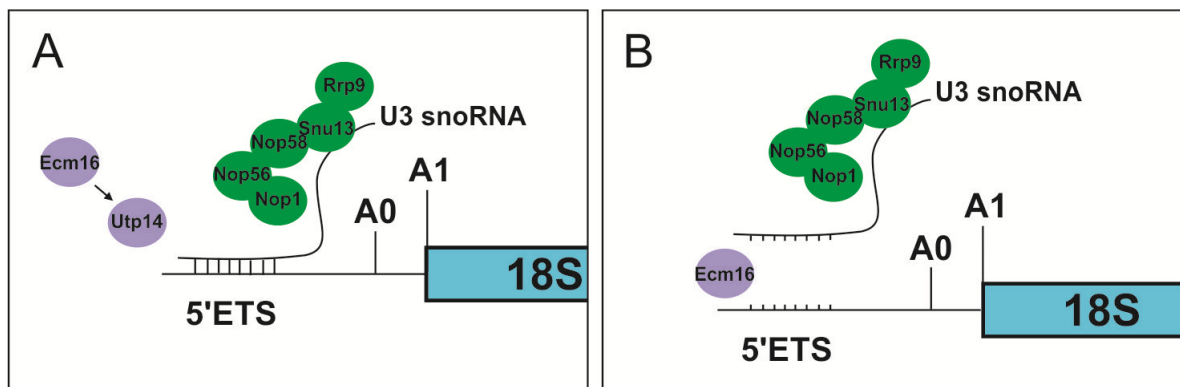 A
Rrp9
U3 snoRNA
Snu13
Nop58
Ecm16
Nop56
Nop1
A1
Utp14
A0
18S
5'ETS
B
Rrp9
U3 snoRNA
Snu13
Nop58
Nop56
Nop1
A1
A0
Ecm16
18S
5'ETS